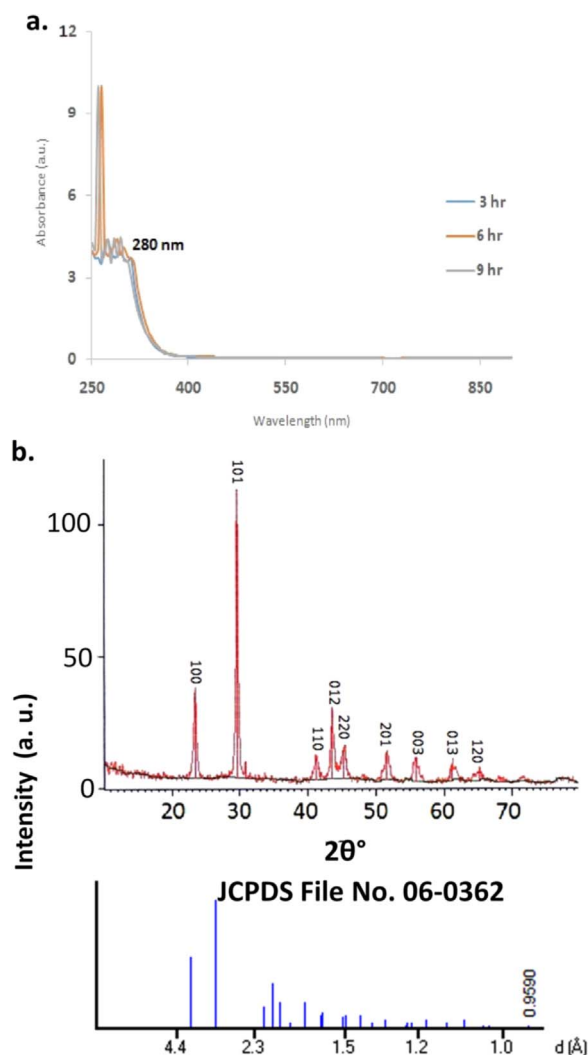 a.
12
9
6
3
0
Absorbance (a.u.)
280 nm
3 hr
6 hr
9 hr
250
400
550
700
850
Wavelength (nm)
b.
100
50
0
Intensity (a. u.)
100
101
110
012
220
201
003
013
120
20
30
40
50
60
70
2θ°
JCPDS File No. 06-0362
0.9590
4.4
2.3
1.5
1.2
1.0
d [Å]